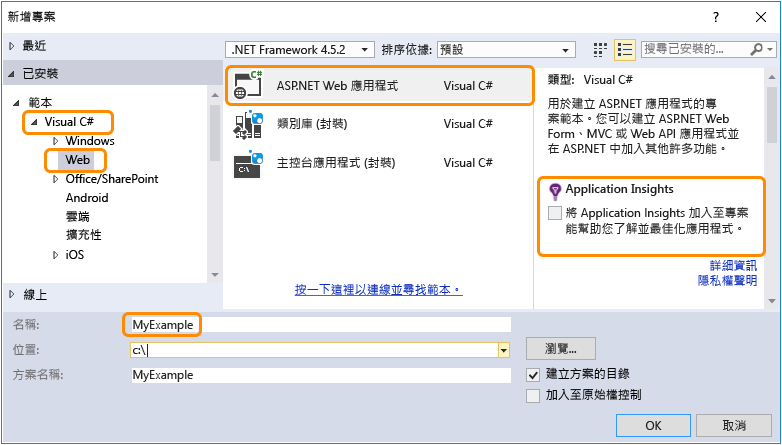 新增專案
? ×
最近
已安裝
範本
Visual C#
Windows
Web
Office/SharePoint
Android
雲端
擴充性
iOS
線上
.NET Framework 4.5.2 排序依據: 預設
搜尋已安裝的...
C#
ASP.NET Web 應用程式 Visual C#
類別庫 (封裝) Visual C#
C:\
主控台應用程式 (封裝) Visual C#
按一下這裡以連線並尋找範本。
類型: Visual C#
用於建立 ASP.NET 應用程式的專
案範本。您可以建立 ASP.NET Web
Form、MVC 或 Web API 應用程式並
在 ASP.NET 中加入其他許多功能。
Application Insights
將 Application Insights 加入至專案
能幫助您了解並最佳化應用程式。
詳細資訊
隱私權聲明
名稱: MyExample
位置: c:\
瀏覽...
方案名稱: MyExample
建立方案的目錄
加入至原始檔控制
OK 取消